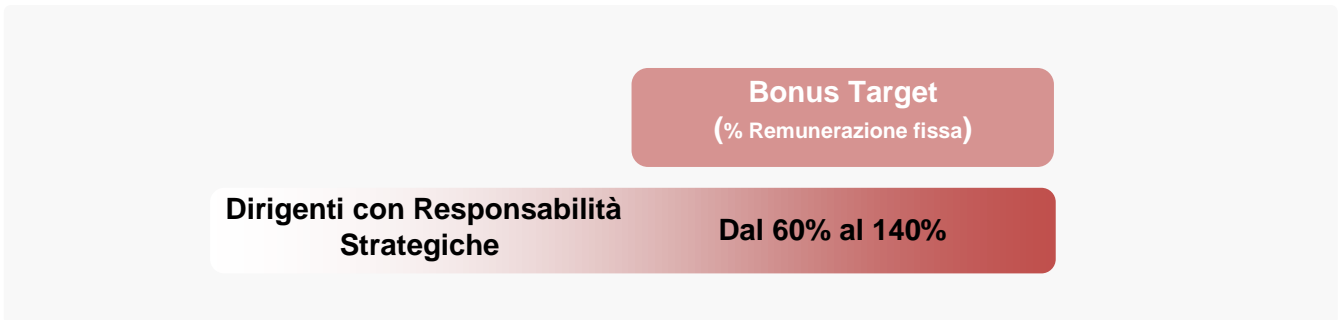 Bonus Target
(% Remunerazione fissa)
Dirigenti con Responsabilità
Strategiche
Dal 60% al 140%